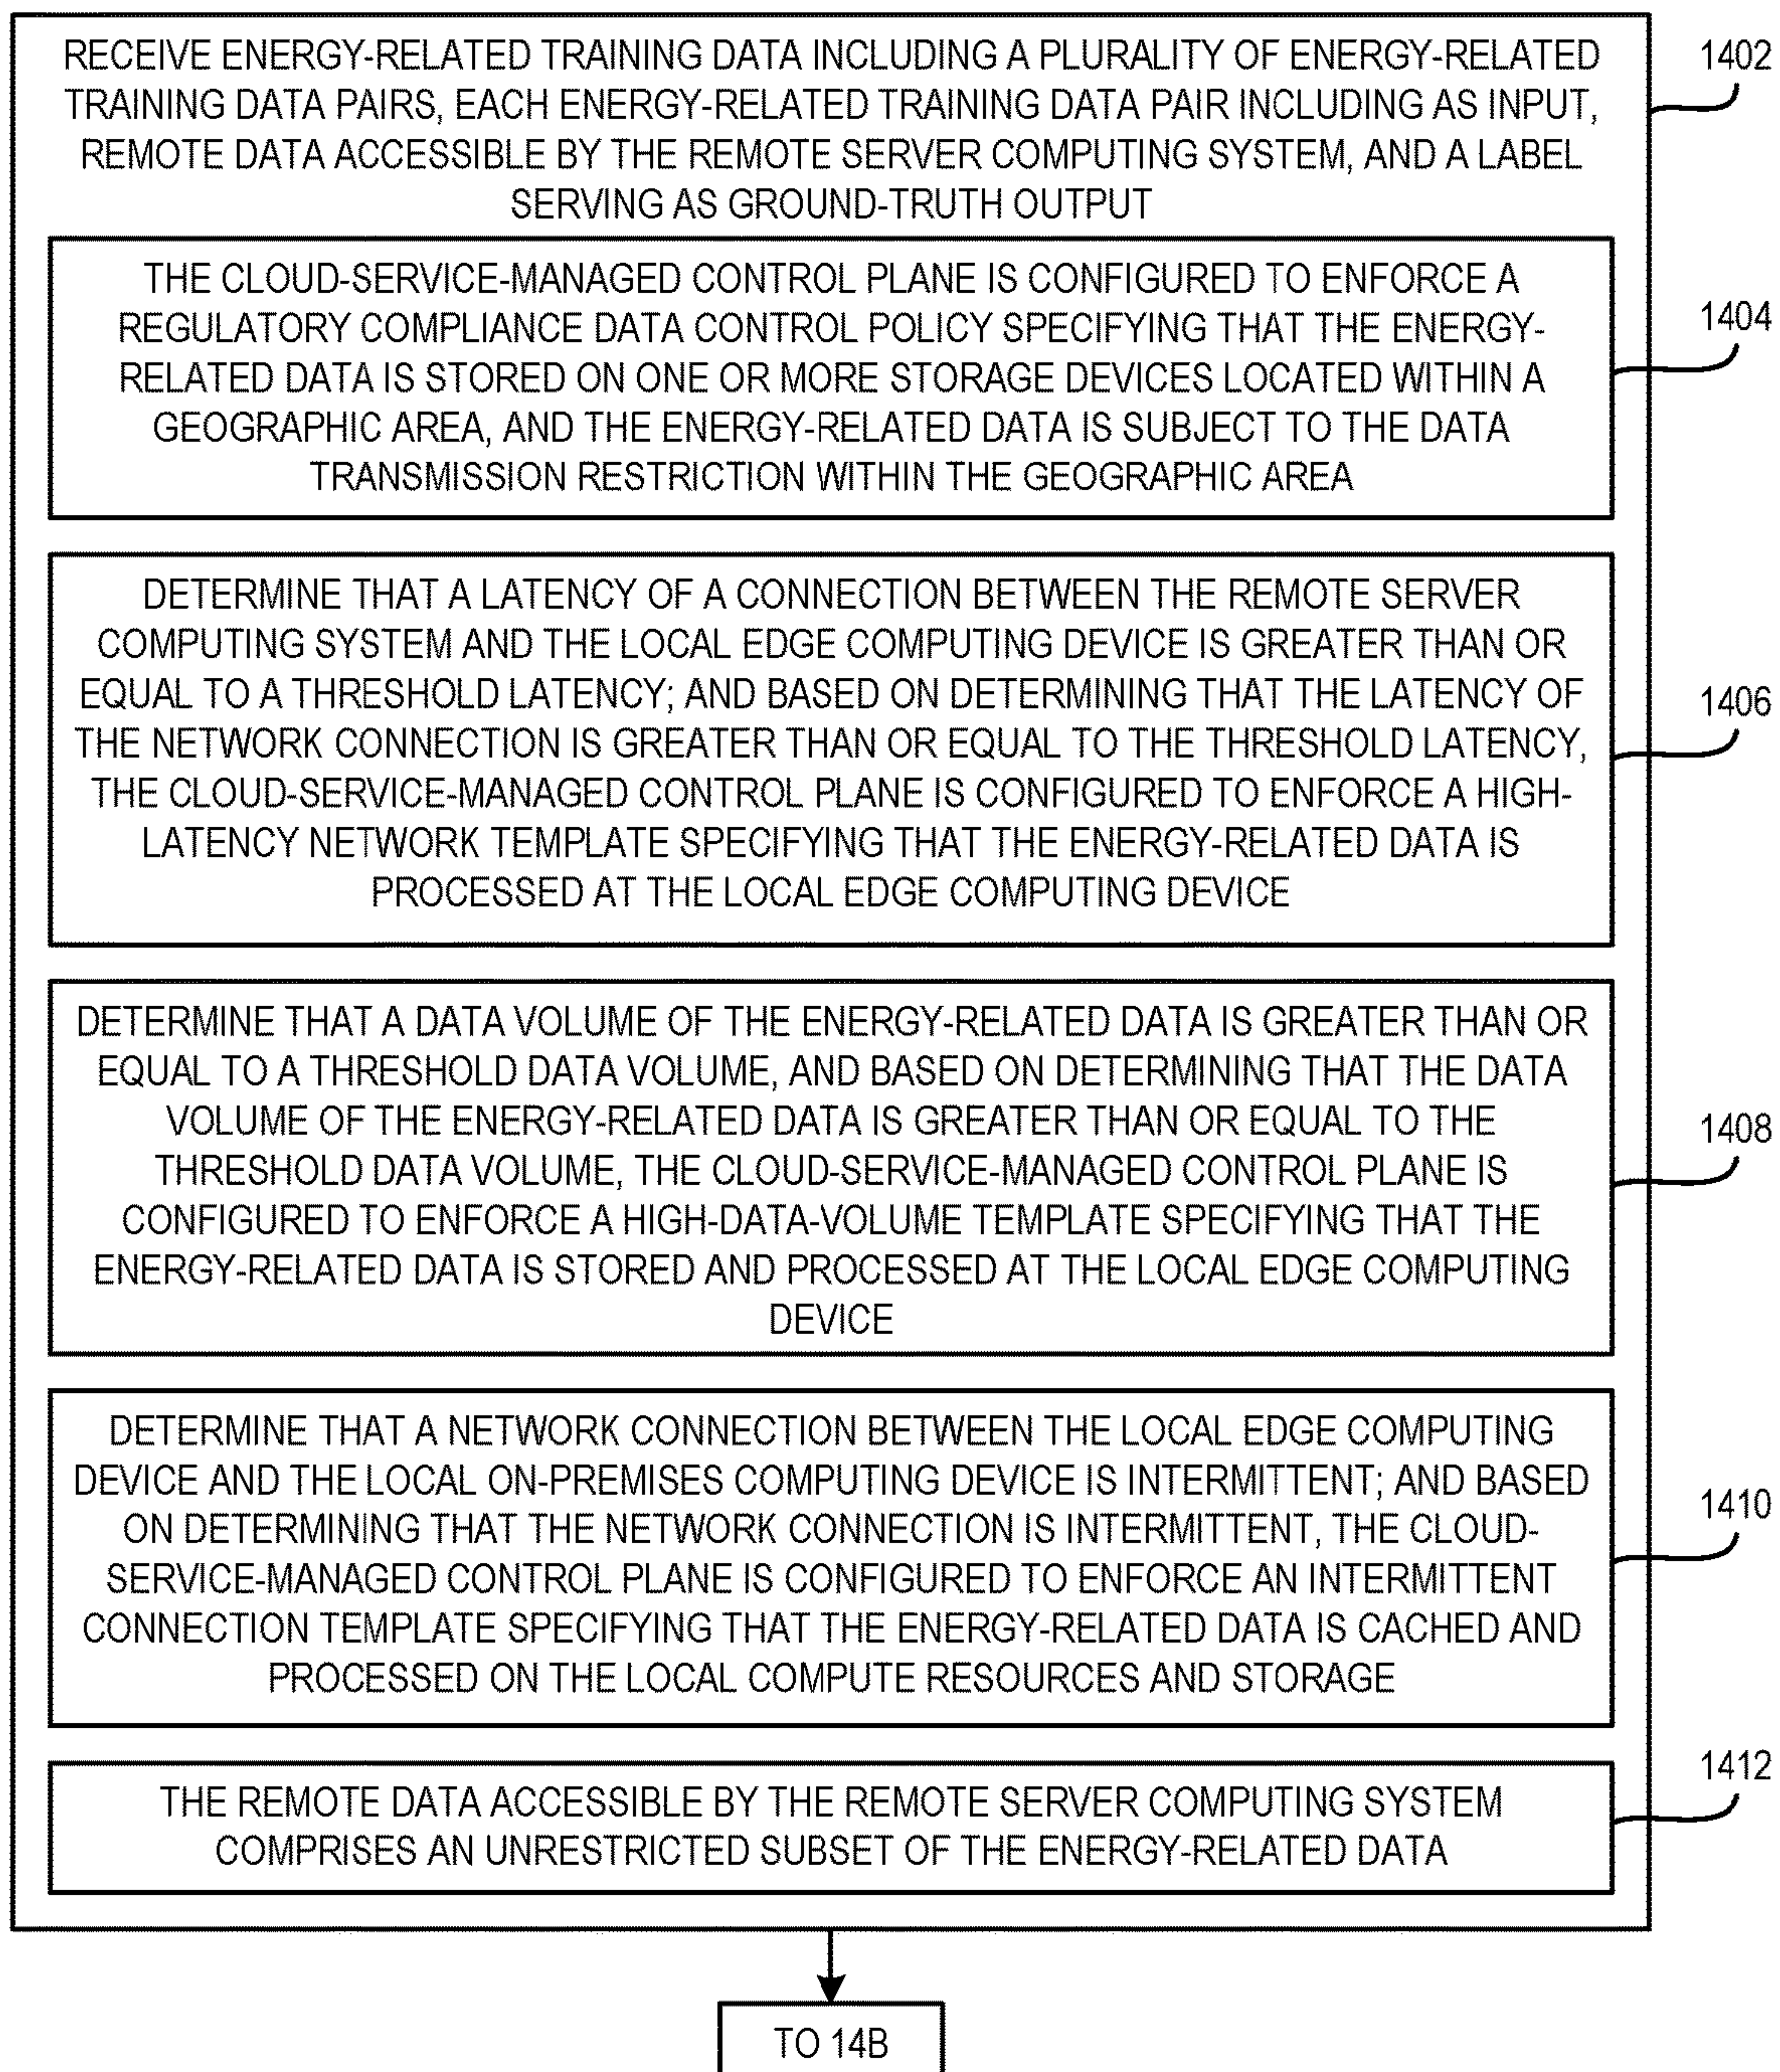 RECEIVE ENERGY-RELATED TRAINING DATA INCLUDING A PLURALITY OF ENERGY-RELATED
TRAINING DATA PAIRS, EACH ENERGY-RELATED TRAINING DATA PAIR INCLUDING AS INPUT,
REMOTE DATA ACCESSIBLE BY THE REMOTE SERVER COMPUTING SYSTEM, AND A LABEL
SERVING AS GROUND-TRUTH OUTPUT
1402
THE CLOUD-SERVICE-MANAGED CONTROL PLANE IS CONFIGURED TO ENFORCE A
REGULATORY COMPLIANCE DATA CONTROL POLICY SPECIFYING THAT THE ENERGY-
RELATED DATA IS STORED ON ONE OR MORE STORAGE DEVICES LOCATED WITHIN A
GEOGRAPHIC AREA, AND THE ENERGY-RELATED DATA IS SUBJECT TO THE DATA
TRANSMISSION RESTRICTION WITHIN THE GEOGRAPHIC AREA
1404
DETERMINE THAT A LATENCY OF A CONNECTION BETWEEN THE REMOTE SERVER
COMPUTING SYSTEM AND THE LOCAL EDGE COMPUTING DEVICE IS GREATER THAN OR
EQUAL TO A THRESHOLD LATENCY; AND BASED ON DETERMINING THAT THE LATENCY OF
THE NETWORK CONNECTION IS GREATER THAN OR EQUAL TO THE THRESHOLD LATENCY,
THE CLOUD-SERVICE-MANAGED CONTROL PLANE IS CONFIGURED TO ENFORCE A HIGH-
LATENCY NETWORK TEMPLATE SPECIFYING THAT THE ENERGY-RELATED DATA IS
PROCESSED AT THE LOCAL EDGE COMPUTING DEVICE
1406
DETERMINE THAT A DATA VOLUME OF THE ENERGY-RELATED DATA IS GREATER THAN OR
EQUAL TO A THRESHOLD DATA VOLUME, AND BASED ON DETERMINING THAT THE DATA
VOLUME OF THE ENERGY-RELATED DATA IS GREATER THAN OR EQUAL TO THE
THRESHOLD DATA VOLUME, THE CLOUD-SERVICE-MANAGED CONTROL PLANE IS
CONFIGURED TO ENFORCE A HIGH-DATA-VOLUME TEMPLATE SPECIFYING THAT THE
ENERGY-RELATED DATA IS STORED AND PROCESSED AT THE LOCAL EDGE COMPUTING
DEVICE
1408
DETERMINE THAT A NETWORK CONNECTION BETWEEN THE LOCAL EDGE COMPUTING
DEVICE AND THE LOCAL ON-PREMISES COMPUTING DEVICE IS INTERMITTENT; AND BASED
ON DETERMINING THAT THE NETWORK CONNECTION IS INTERMITTENT, THE CLOUD-
SERVICE-MANAGED CONTROL PLANE IS CONFIGURED TO ENFORCE AN INTERMITTENT
CONNECTION TEMPLATE SPECIFYING THAT THE ENERGY-RELATED DATA IS CACHED AND
PROCESSED ON THE LOCAL COMPUTE RESOURCES AND STORAGE
1410
THE REMOTE DATA ACCESSIBLE BY THE REMOTE SERVER COMPUTING SYSTEM
COMPRISES AN UNRESTRICTED SUBSET OF THE ENERGY-RELATED DATA
1412
TO 14B